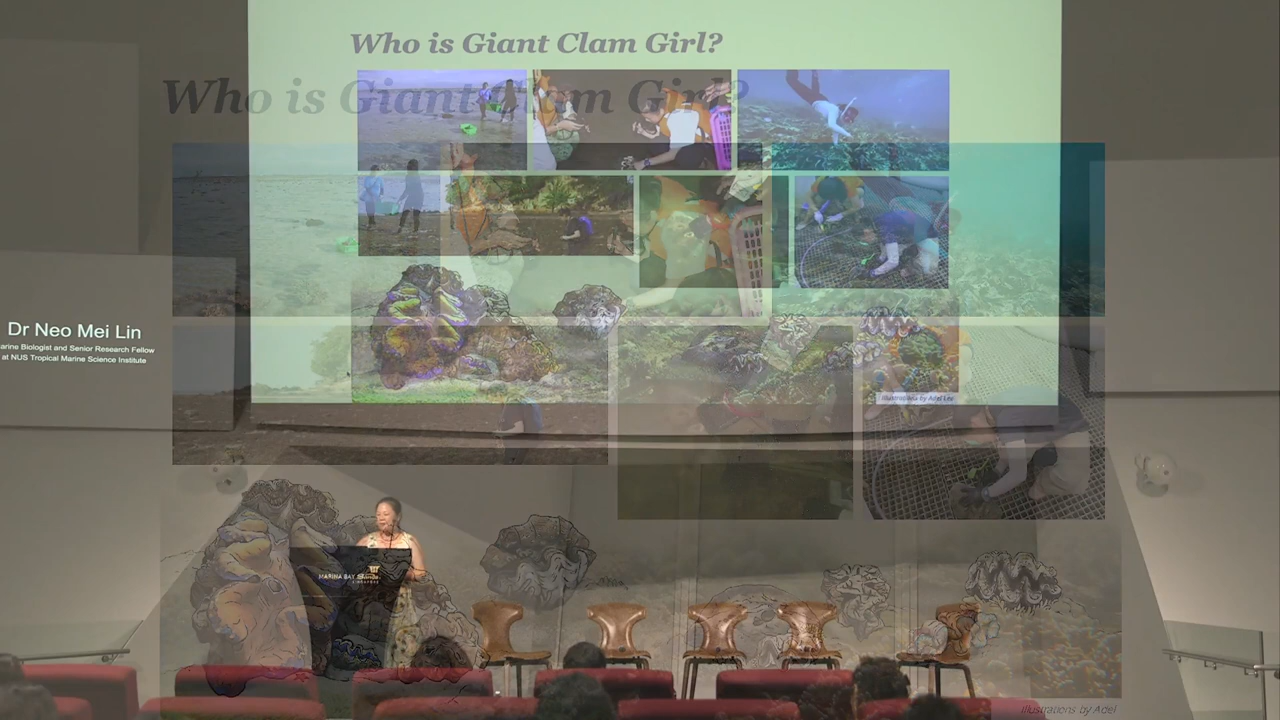 Who is Giant Clam Girl?
Who is Giant Clam Girl?
Dr Neo Mei Lin
Marine Biologist and Senior Research Fellow
at NUS Tropical Marine Science Institute
Illustrations by Adel Lee
MARINA BAY Sands
SINGAPORE
Illustrations by Adel